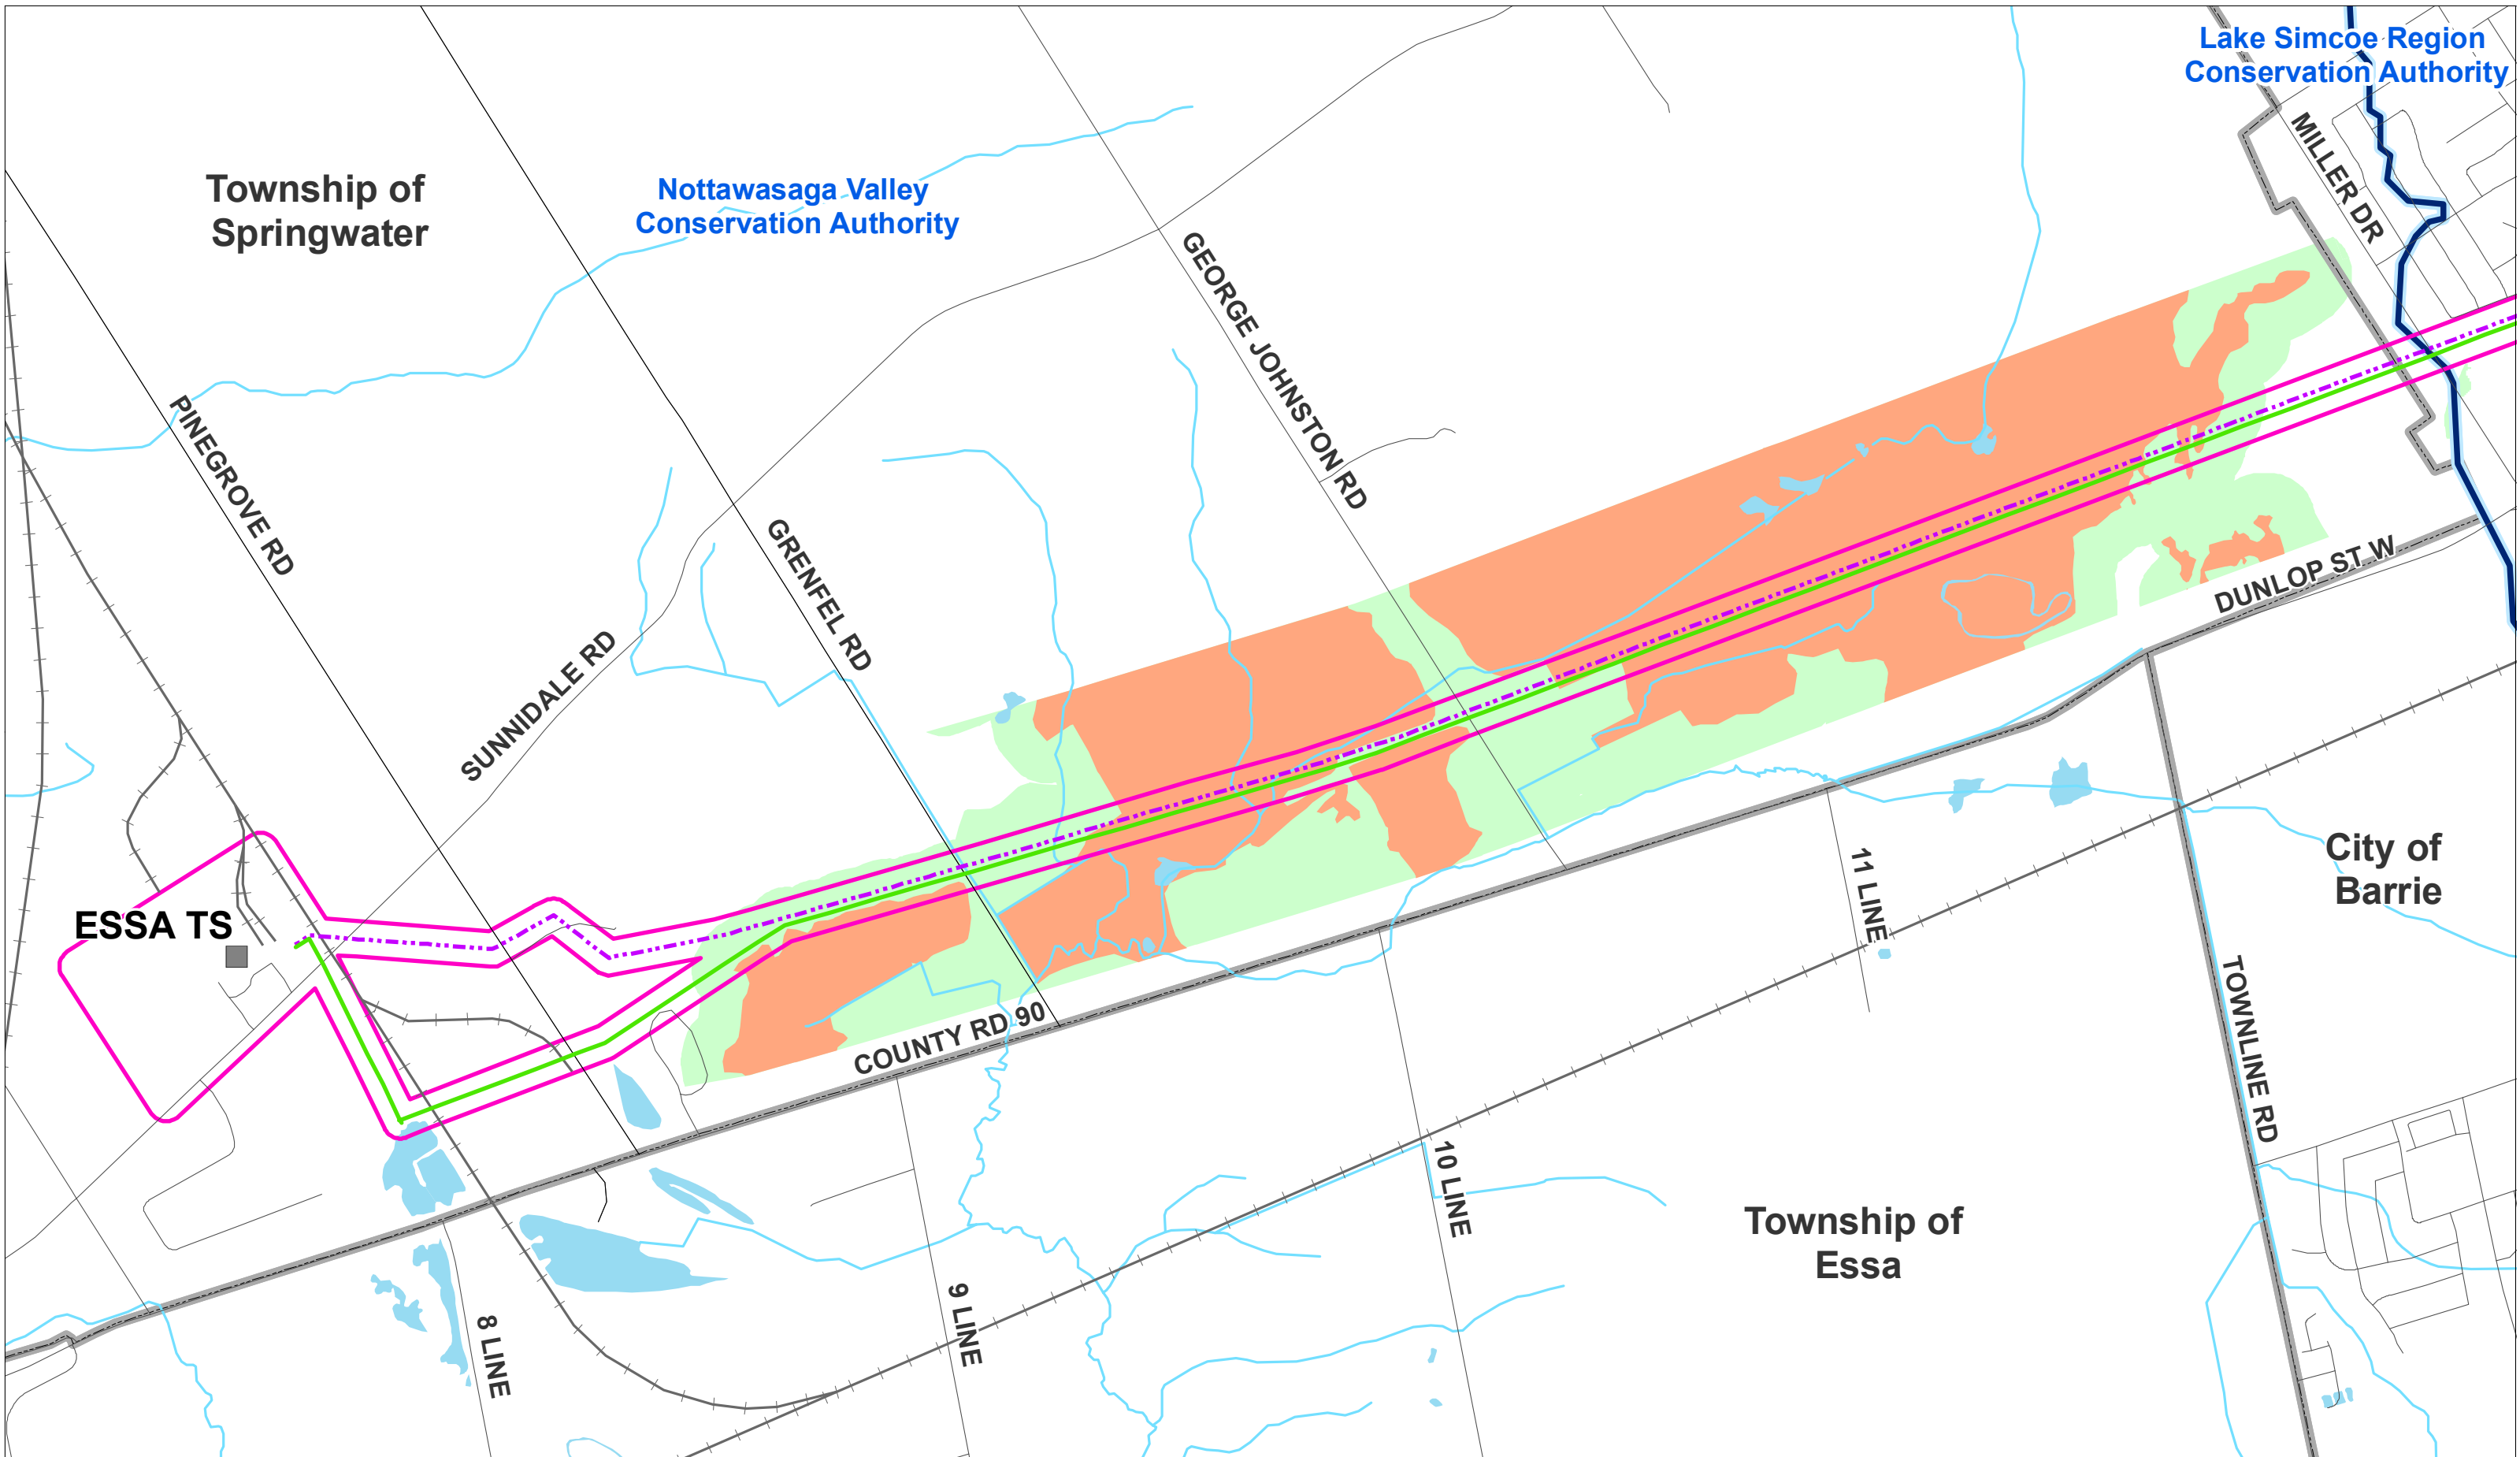 Lake Simcoe Region
Conservation Authority
MILLER DR
Township of
Springwater
Nottawasaga Valley
Conservation Authority
GEORGE JOHNSTON RD
PINEGROVE RD
GRENFEL RD
SUNNIDALE RD
DUNLOP ST W
ESSA TS
COUNTY RD 90
11 LINE
City of
Barrie
TOWNLINE RD
10 LINE
Township of
Essa
9 LINE
8 LINE